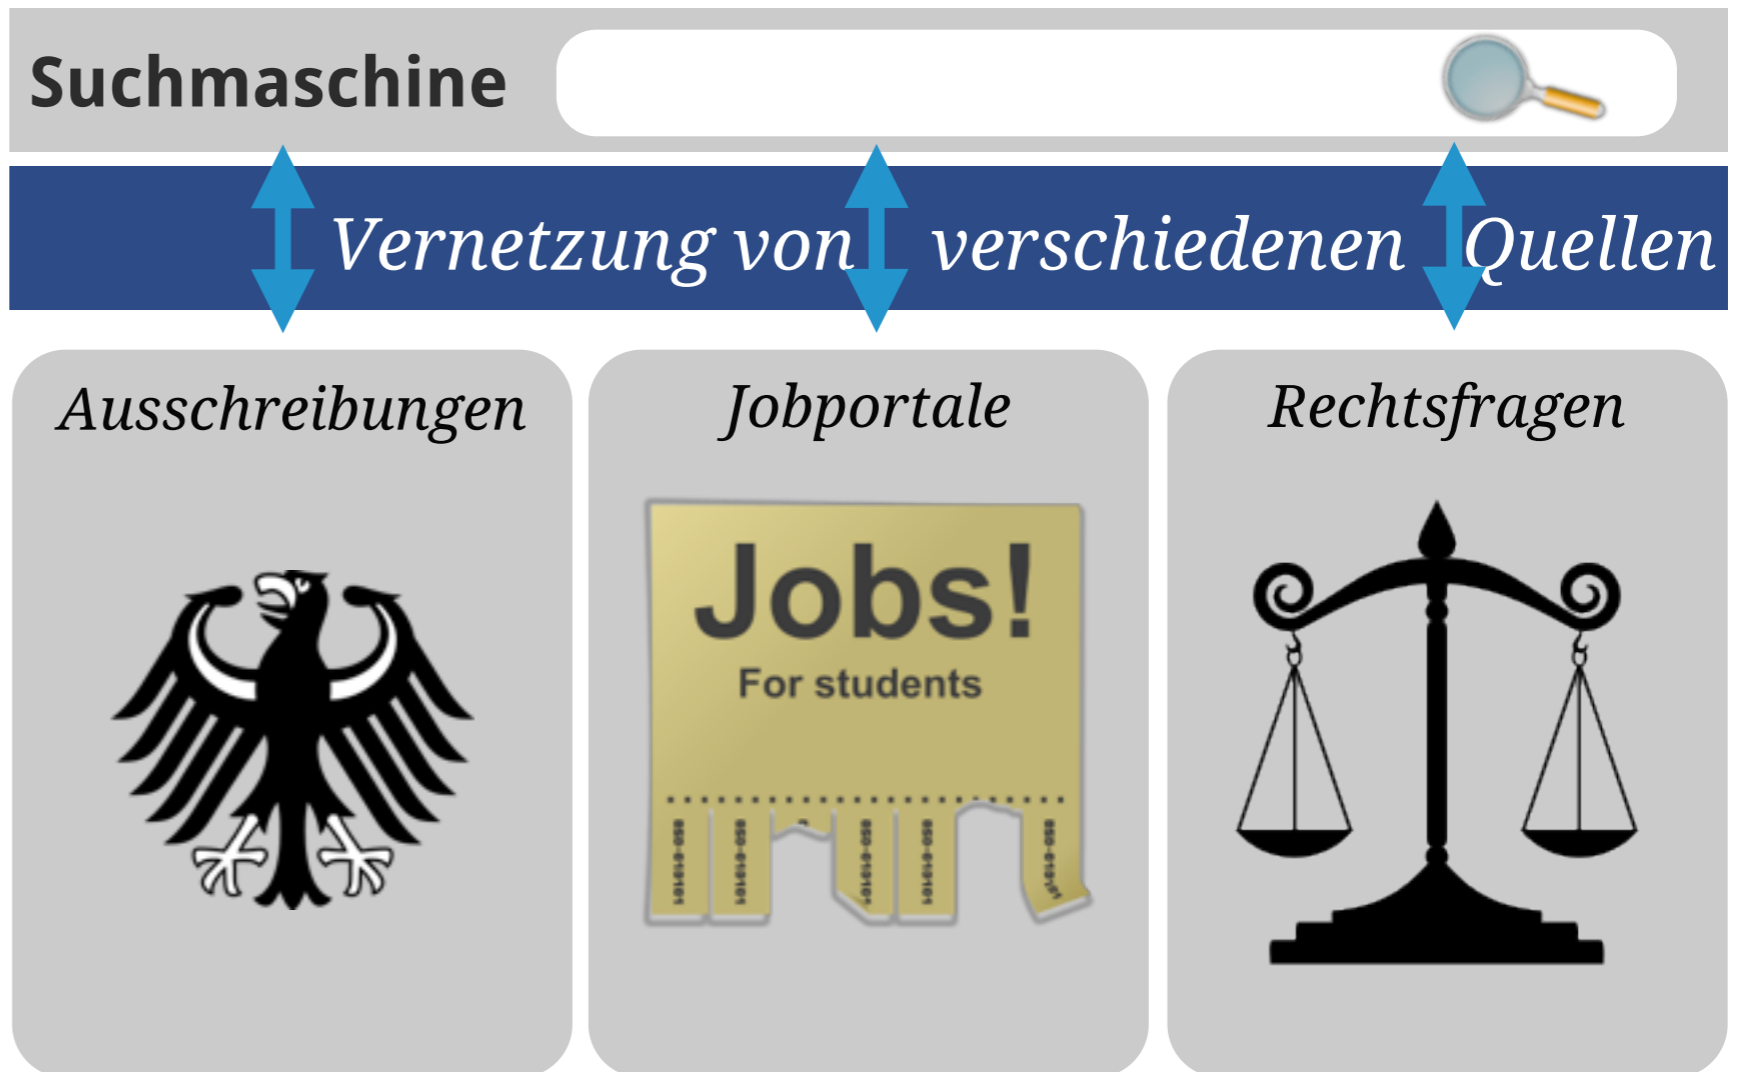 Suchmaschine
Vernetzung von verschiedenen Quellen
Ausschreibungen
Jobportale
Rechtsfragen
Jobs!
For students